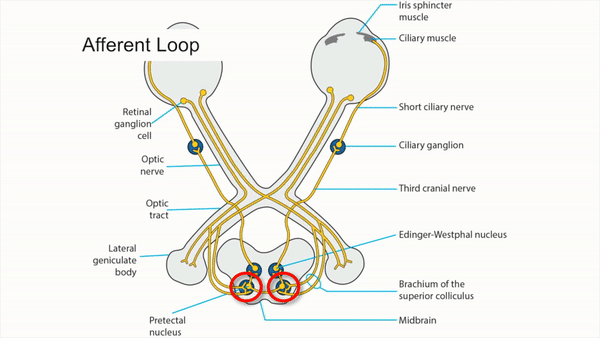 Afferent Loop
Iris sphincter
muscle
Ciliary muscle
Retinal
ganglion
cell
Short ciliary nerve
Optic
nerve
Ciliary ganglion
Third cranial nerve
Optic
tract
Lateral
geniculate
body
Edinger-Westphal nucleus
Brachium of the
superior colliculus
Pretectal
nucleus
Midbrain